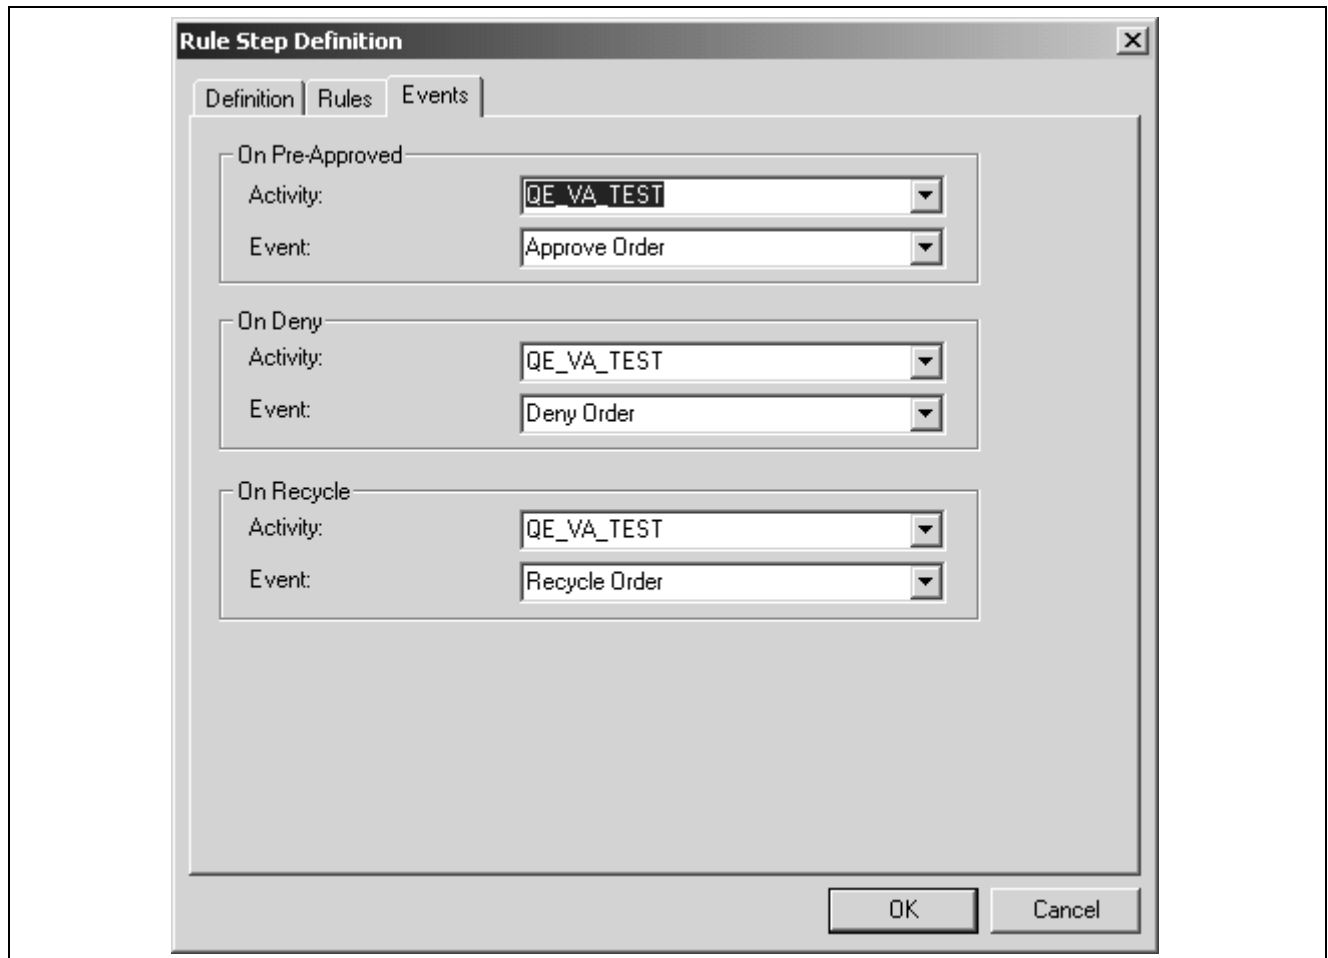 Rule Step Definition
Definition Rules Events
On Pre-Approved
Activity: QE_VA_TEST
Event: Approve Order
On Deny
Activity: QE_VA_TEST
Event: Deny Order
On Recycle
Activity: QE_VA_TEST
Event: Recycle Order
OK Cancel